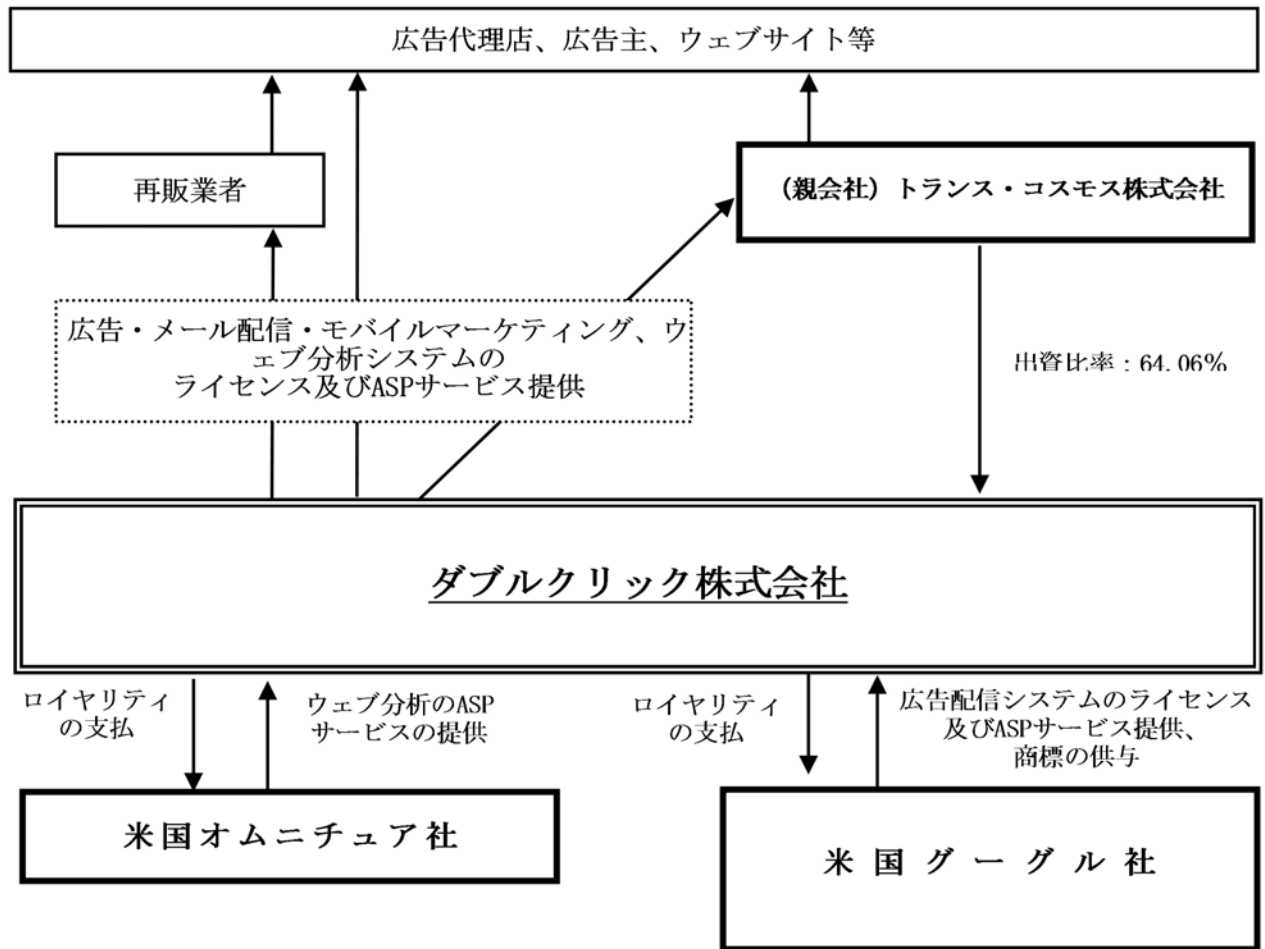 広告代理店、広告主、ウェブサイト等
再販業者
（親会社）トランス・コスモス株式会社
広告・メール配信・モバイルマーケティング、ウ
ェブ分析システムの
ライセンス及びASPサービス提供
出資比率：64.06%
ダブルクリック株式会社
ロイヤリティ
の支払
ウェブ分析のASP
サービスの提供
ロイヤリティ
の支払
広告配信システムのライセンス
及びASPサービス提供、
商標の供与
米国オムニチュア社
米国グーグル社